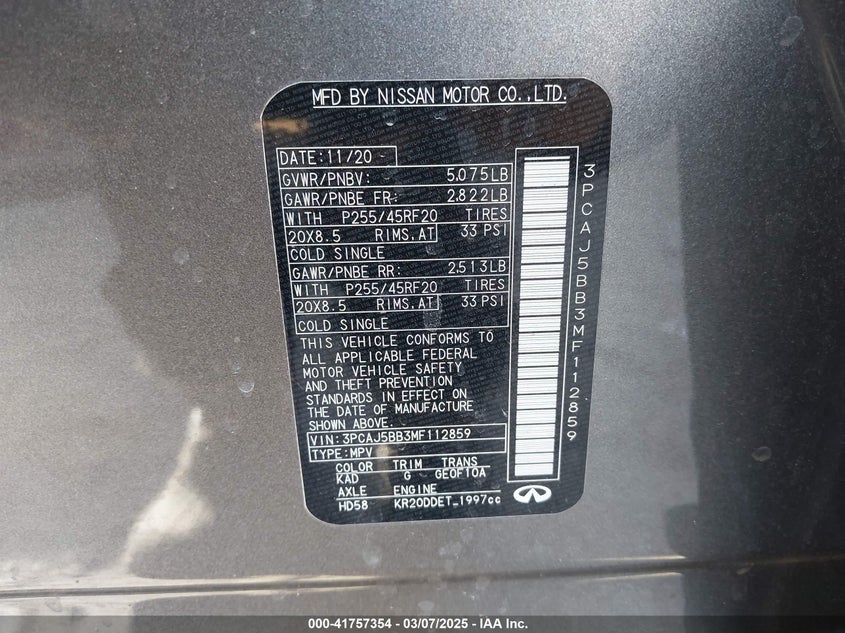 MFD BY NISSAN MOTOR CO.,LTD.
DATE:11/20 -
GVWR/PNBV: 5.075LB
GAWR/PNBE FR: 2.822LB
WITH P255/45RF20 TIRES
20X8.5 RIMS.AT 33 PSI
COLD SINGLE
GAWR/PNBE RR: 2.513LB
WITH P255/45RF20 TIRES
20X8.5 RIMS.AT 33 PSI
COLD SINGLE
THIS VEHICLE CONFORMS TO
ALL APPLICABLE FEDERAL
MOTOR VEHICLE SAFETY
AND THEFT PREVENTION
STANDARDS IN EFFECT ON
THE DATE OF MANUFACTURE
SHOWN ABOVE.
VIN:3PCAJ5BB3MF112859
TYPE:MPV
COLOR TRIM TRANS
KAD G GEOF10A
AXLE ENGINE
HD58 KR20DDET_1997cc
3PCAJ5BB3MF112859
000-41757354 - 03/07/2025 - IAA Inc.